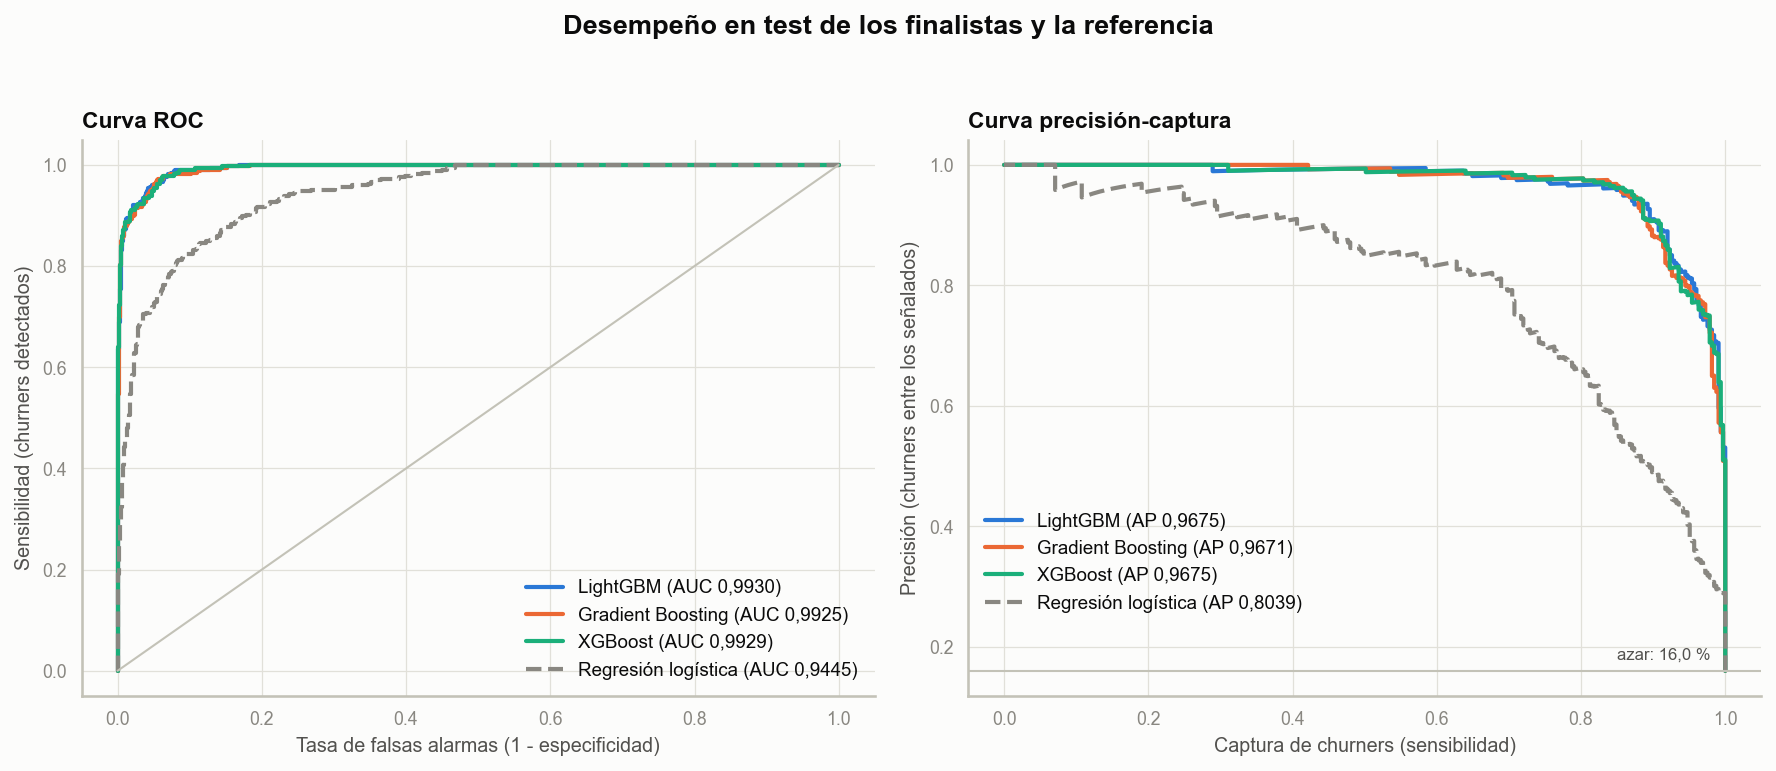 Desempeño en test de los finalistas y la referencia
Curva ROC
Sensibilidad (churners detectados)
1.0
0.8
0.6
0.4
0.2
0.0
LightGBM (AUC 0,9930)
Gradient Boosting (AUC 0,9925)
XGBoost (AUC 0,9929)
Regresión logística (AUC 0,9445)
0.0 0.2 0.4 0.6 0.8 1.0
Tasa de falsas alarmas (1 - especificidad)
Curva precisión-captura
Precisión (churners entre los señalados)
1.0
0.8
0.6
0.4
0.2
LightGBM (AP 0,9675)
Gradient Boosting (AP 0,9671)
XGBoost (AP 0,9675)
Regresión logística (AP 0,8039)
azar: 16,0 %
0.0 0.2 0.4 0.6 0.8 1.0
Captura de churners (sensibilidad)